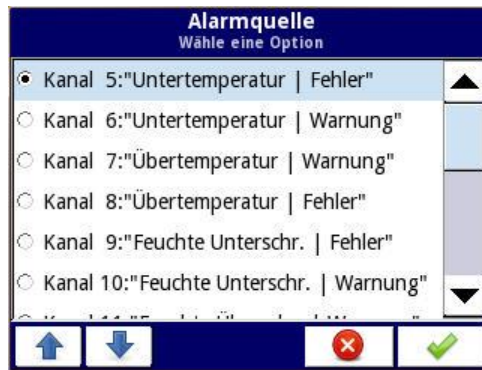 Alarmquelle
Wähle eine Option
Kanal 5:"Untertemperatur | Fehler"
Kanal 6:"Untertemperatur | Warnung"
Kanal 7:"Übertemperatur | Warnung"
Kanal 8:"Übertemperatur | Fehler"
Kanal 9:"Feuchte Unterschr. | Fehler"
Kanal 10:"Feuchte Unterschr. | Warnung"